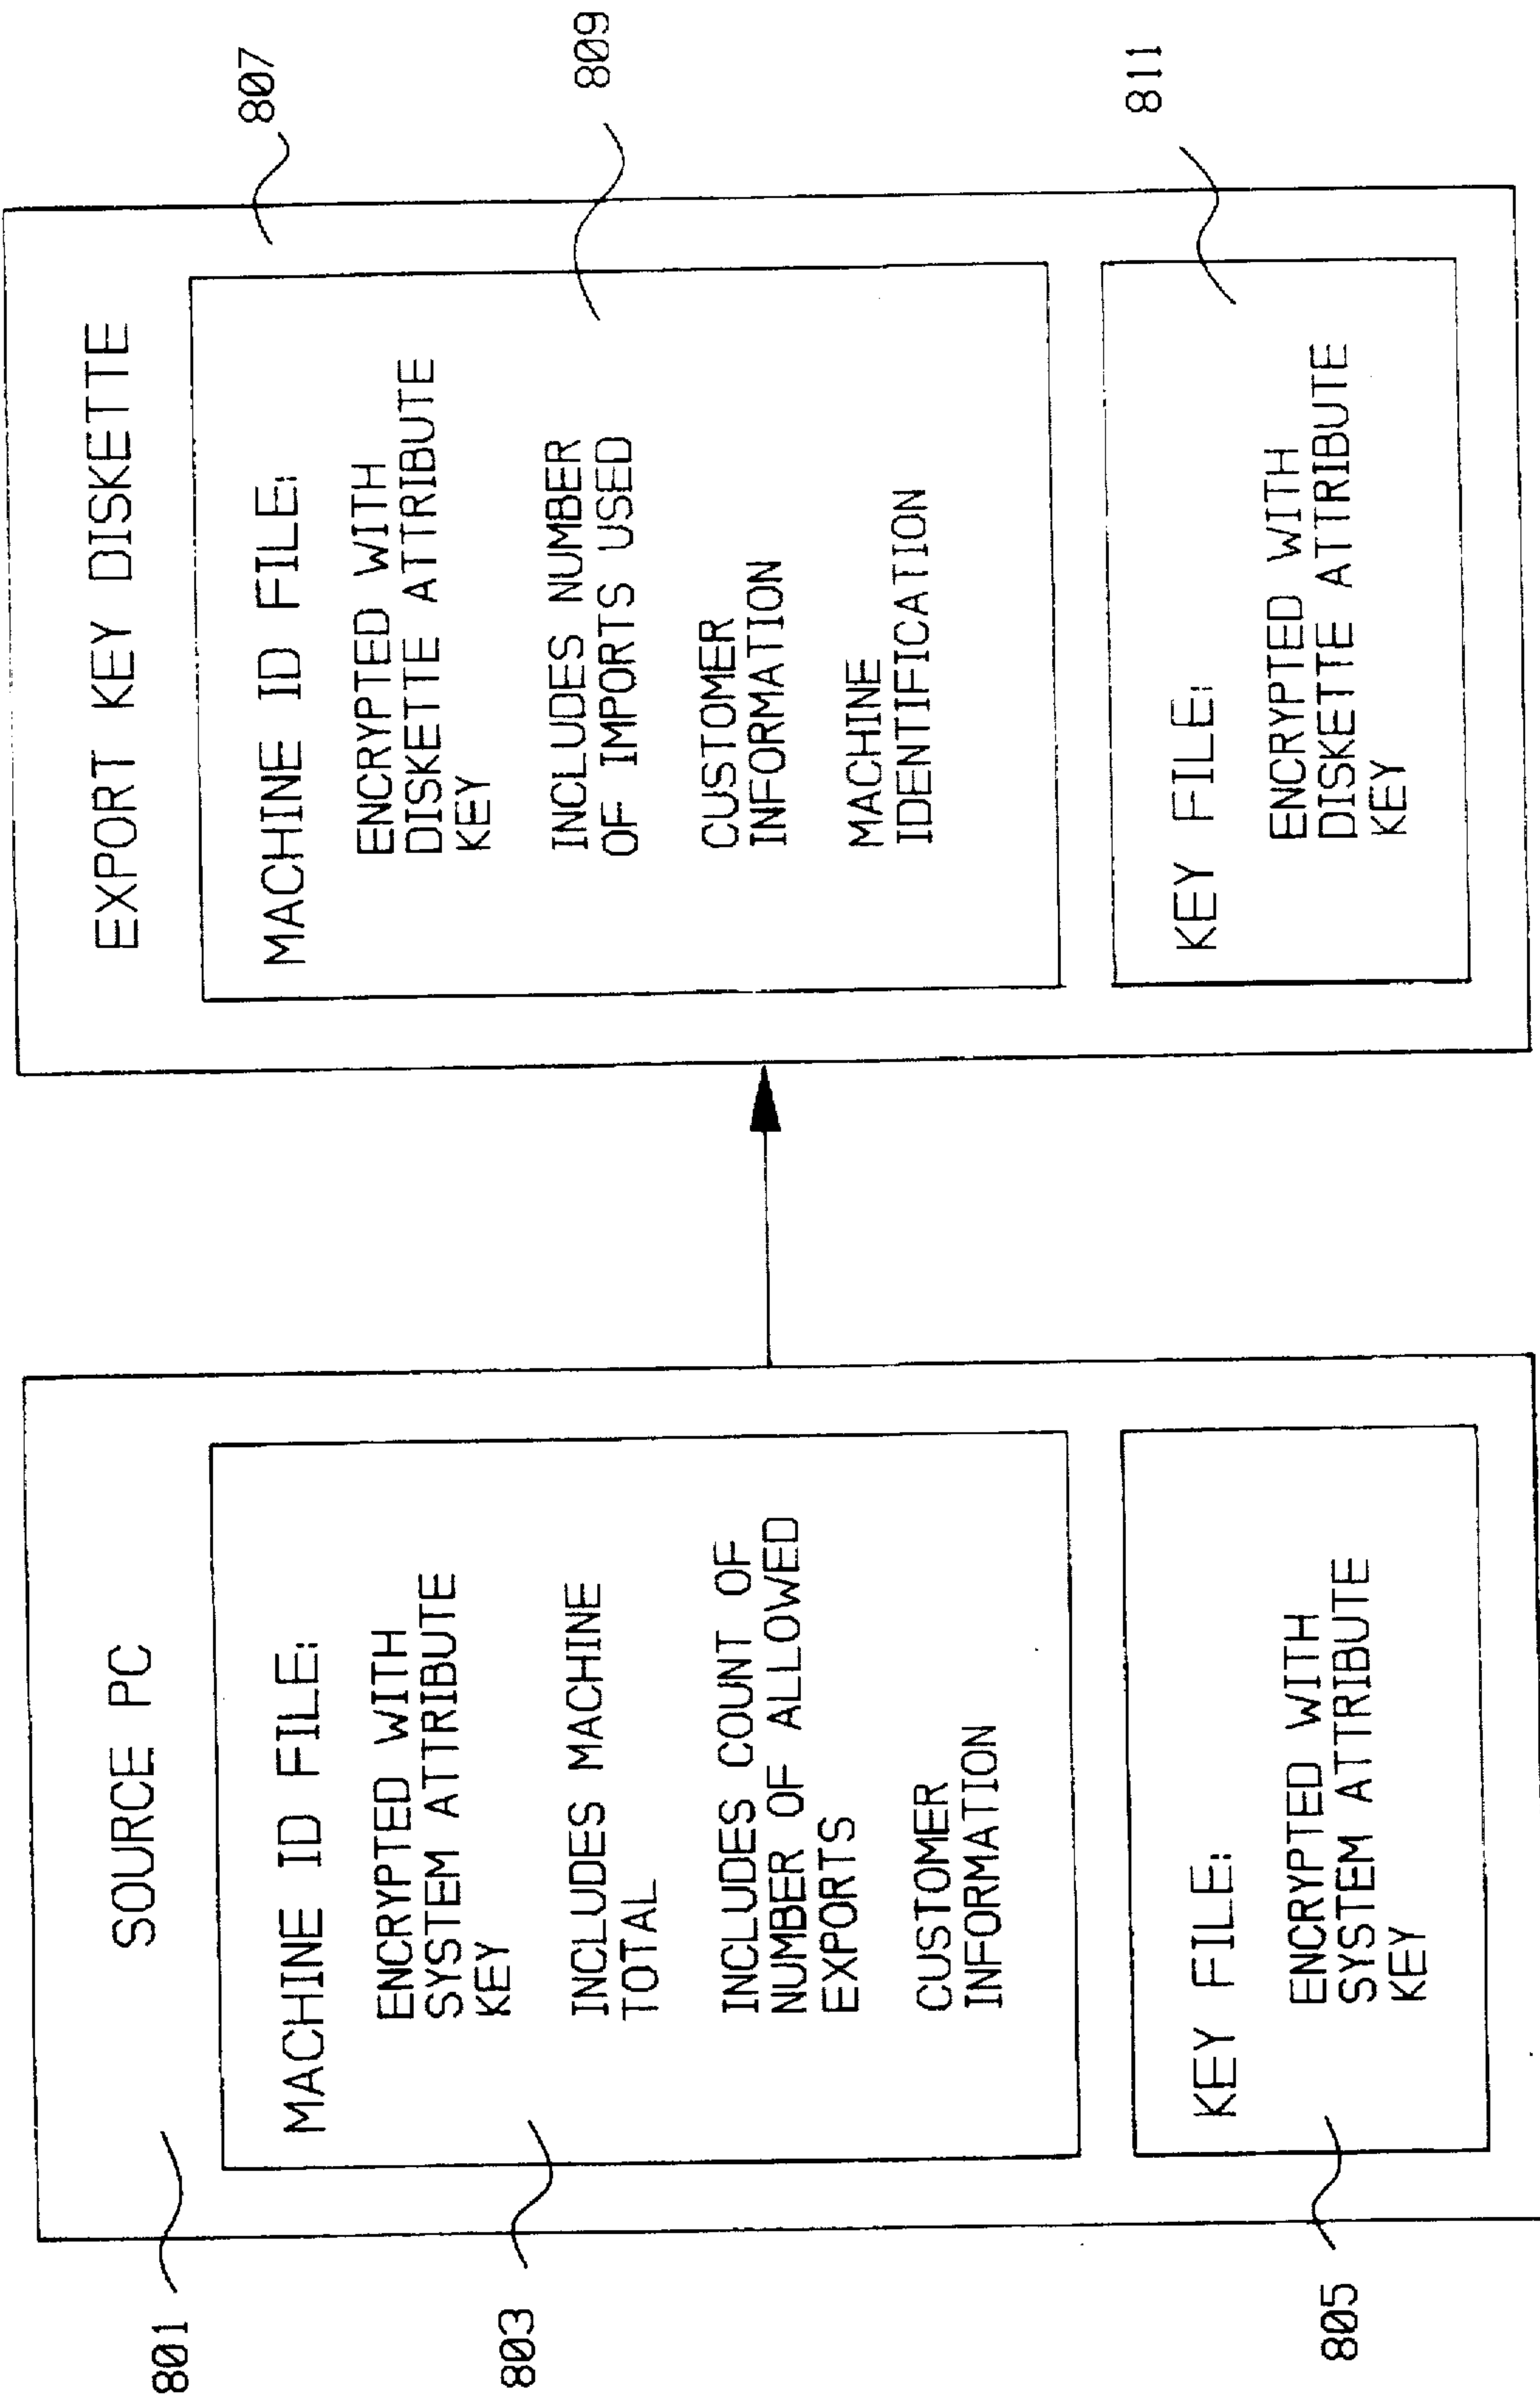 801
SOURCE PC
803
MACHINE ID FILE:
ENCRYPTED WITH
SYSTEM ATTRIBUTE
KEY
INCLUDES MACHINE
TOTAL
INCLUDES COUNT OF
NUMBER OF ALLOWED
EXPORTS
CUSTOMER
INFORMATION
805
KEY FILE:
ENCRYPTED WITH
SYSTEM ATTRIBUTE
KEY
EXPORT KEY DISKETTE
807
MACHINE ID FILE:
809
ENCRYPTED WITH
DISKETTE ATTRIBUTE
KEY
INCLUDES NUMBER
OF IMPORTS USED
CUSTOMER
INFORMATION
MACHINE
IDENTIFICATION
KEY FILE:
811
ENCRYPTED WITH
DISKETTE ATTRIBUTE
KEY